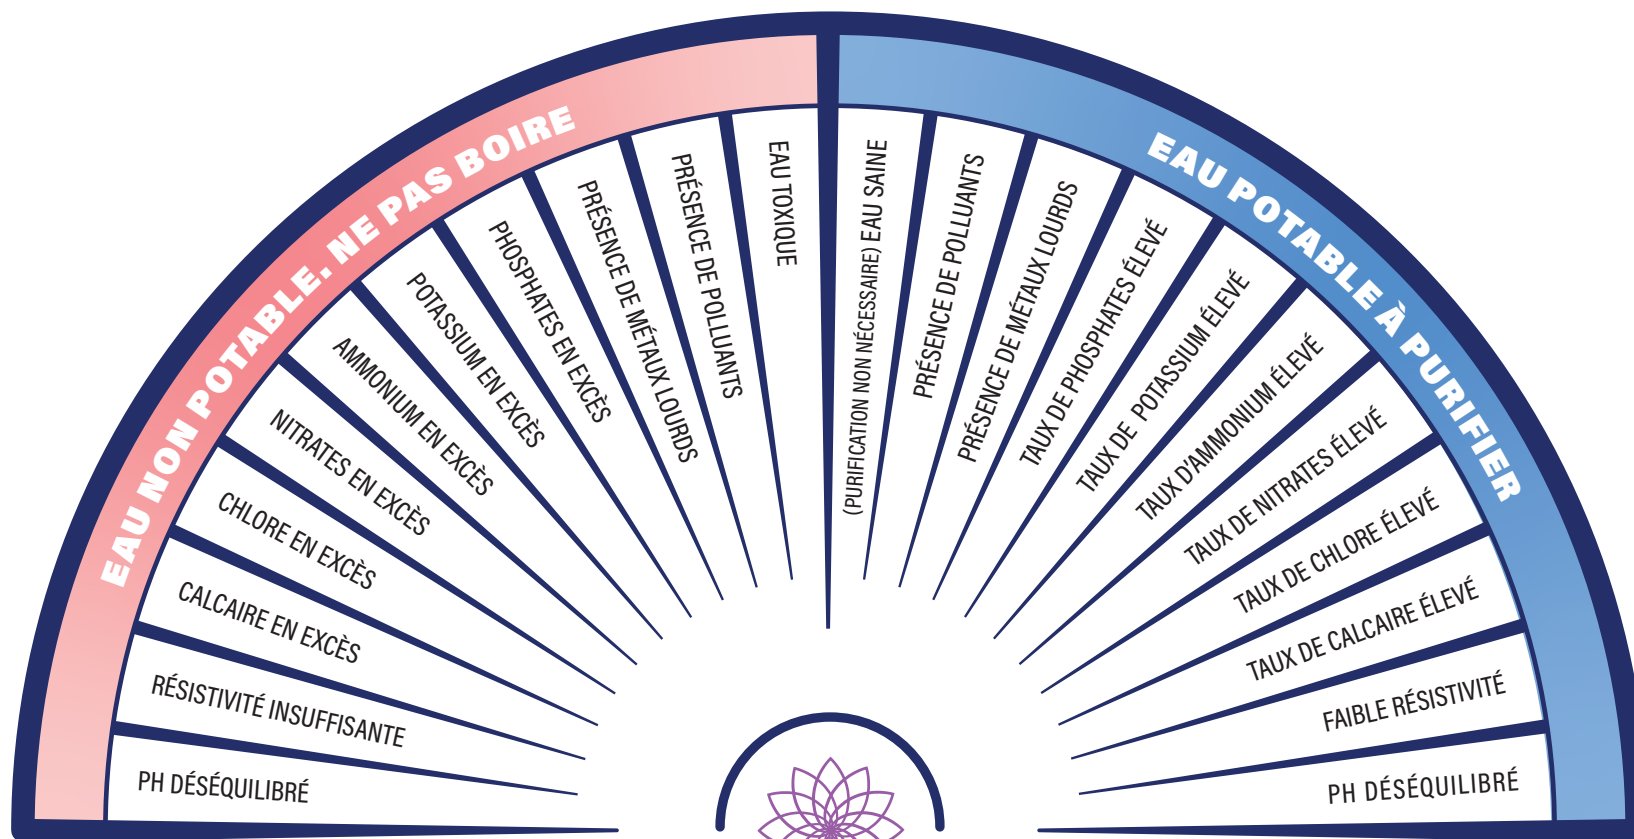 EAU NON POTABLE. NE PAS BOIRE
EAU POTABLE À PURIFIER
PH DÉSÉQUILIBRÉ
RÉSISTIVITÉ INSUFFISANTE
CALCAIRE EN EXCÈS
CHLORE EN EXCÈS
NITRATES EN EXCÈS
AMMONIUM EN EXCÈS
POTASSIUM EN EXCÈS
PHOSPHATES EN EXCÈS
PRÉSENCE DE MÉTAUX LOURDS
PRÉSENCE DE POLLUANTS
EAU TOXIQUE
(PURIFICATION NON NÉCESSAIRE) EAU SAINE
PRÉSENCE DE POLLUANTS
PRÉSENCE DE MÉTAUX LOURDS
TAUX DE PHOSPHATES ÉLEVÉ
TAUX DE POTASSIUM ÉLEVÉ
TAUX D'AMMONIUM ÉLEVÉ
TAUX DE NITRATES ÉLEVÉ
TAUX DE CHLORE ÉLEVÉ
TAUX DE CALCAIRE ÉLEVÉ
FAIBLE RÉSISTIVITÉ
PH DÉSÉQUILIBRÉ